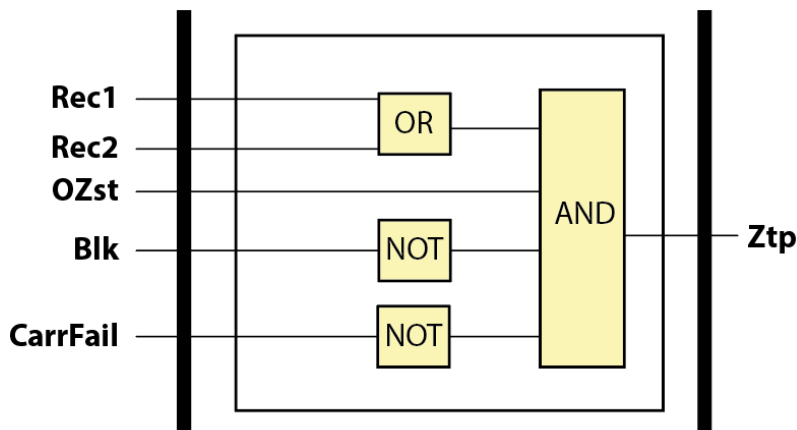 Rec1
OR
Rec2
OZst
AND
Blk
NOT
Ztp
CarrFail
NOT